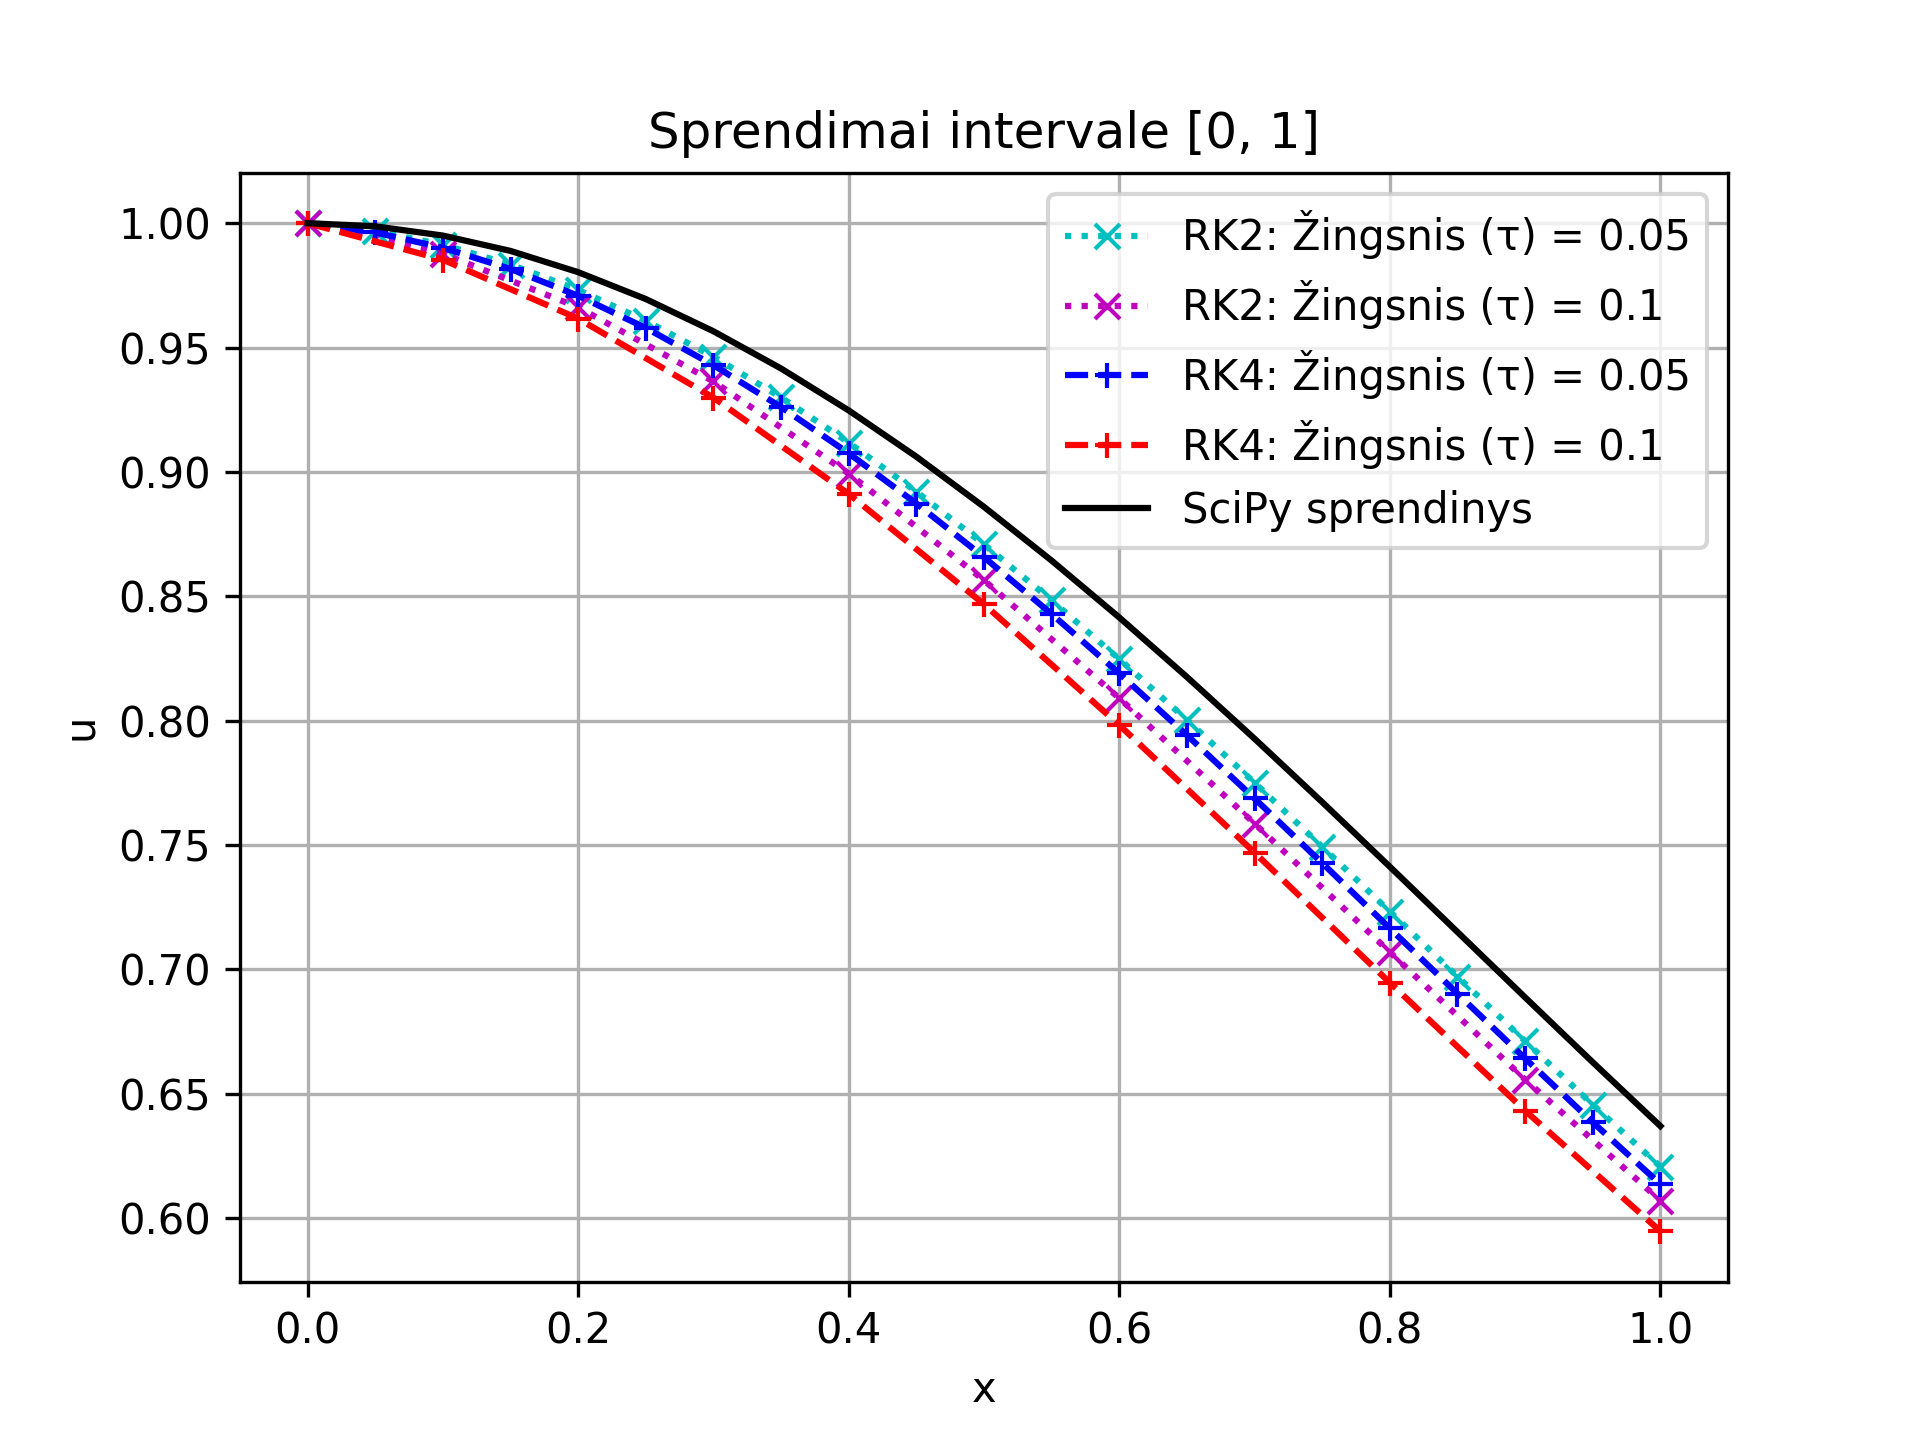 Sprendimai intervale [0, 1]
RK2: Žingsnis (τ) = 0.05
RK2: Žingsnis (τ) = 0.1
RK4: Žingsnis (τ) = 0.05
RK4: Žingsnis (τ) = 0.1
SciPy sprendinys
u
1.00
0.95
0.90
0.85
0.80
0.75
0.70
0.65
0.60
0.0 0.2 0.4 0.6 0.8 1.0
x